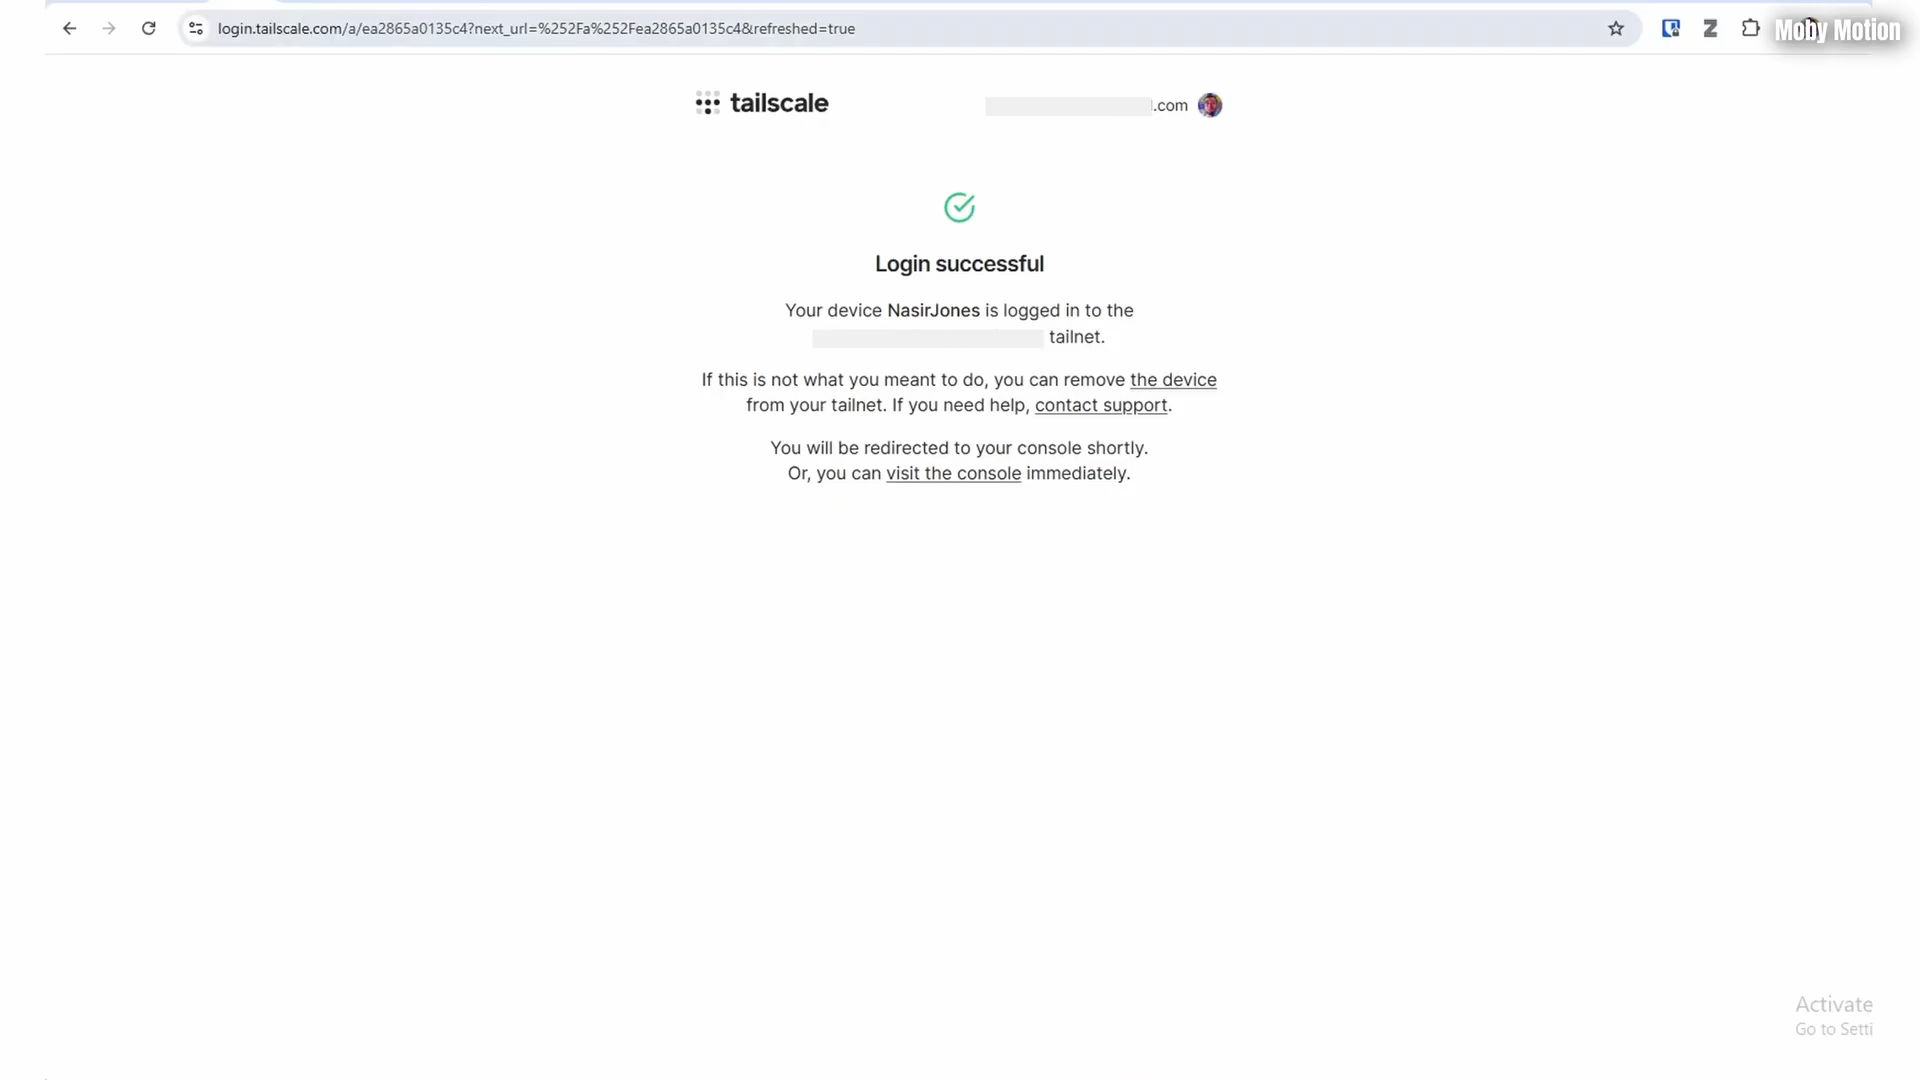 login.tailscale.com/a/ea2865a0135c4?next_url=%252Fa%252Fea2865a0135c4&refreshed=true
Moby Motion
tailscale
.com
Login successful
Your device NasirJones is logged in to the
tailnet.
If this is not what you meant to do, you can remove the device
from your tailnet. If you need help, contact support.
You will be redirected to your console shortly.
Or, you can visit the console immediately.
Activate
Go to Setti